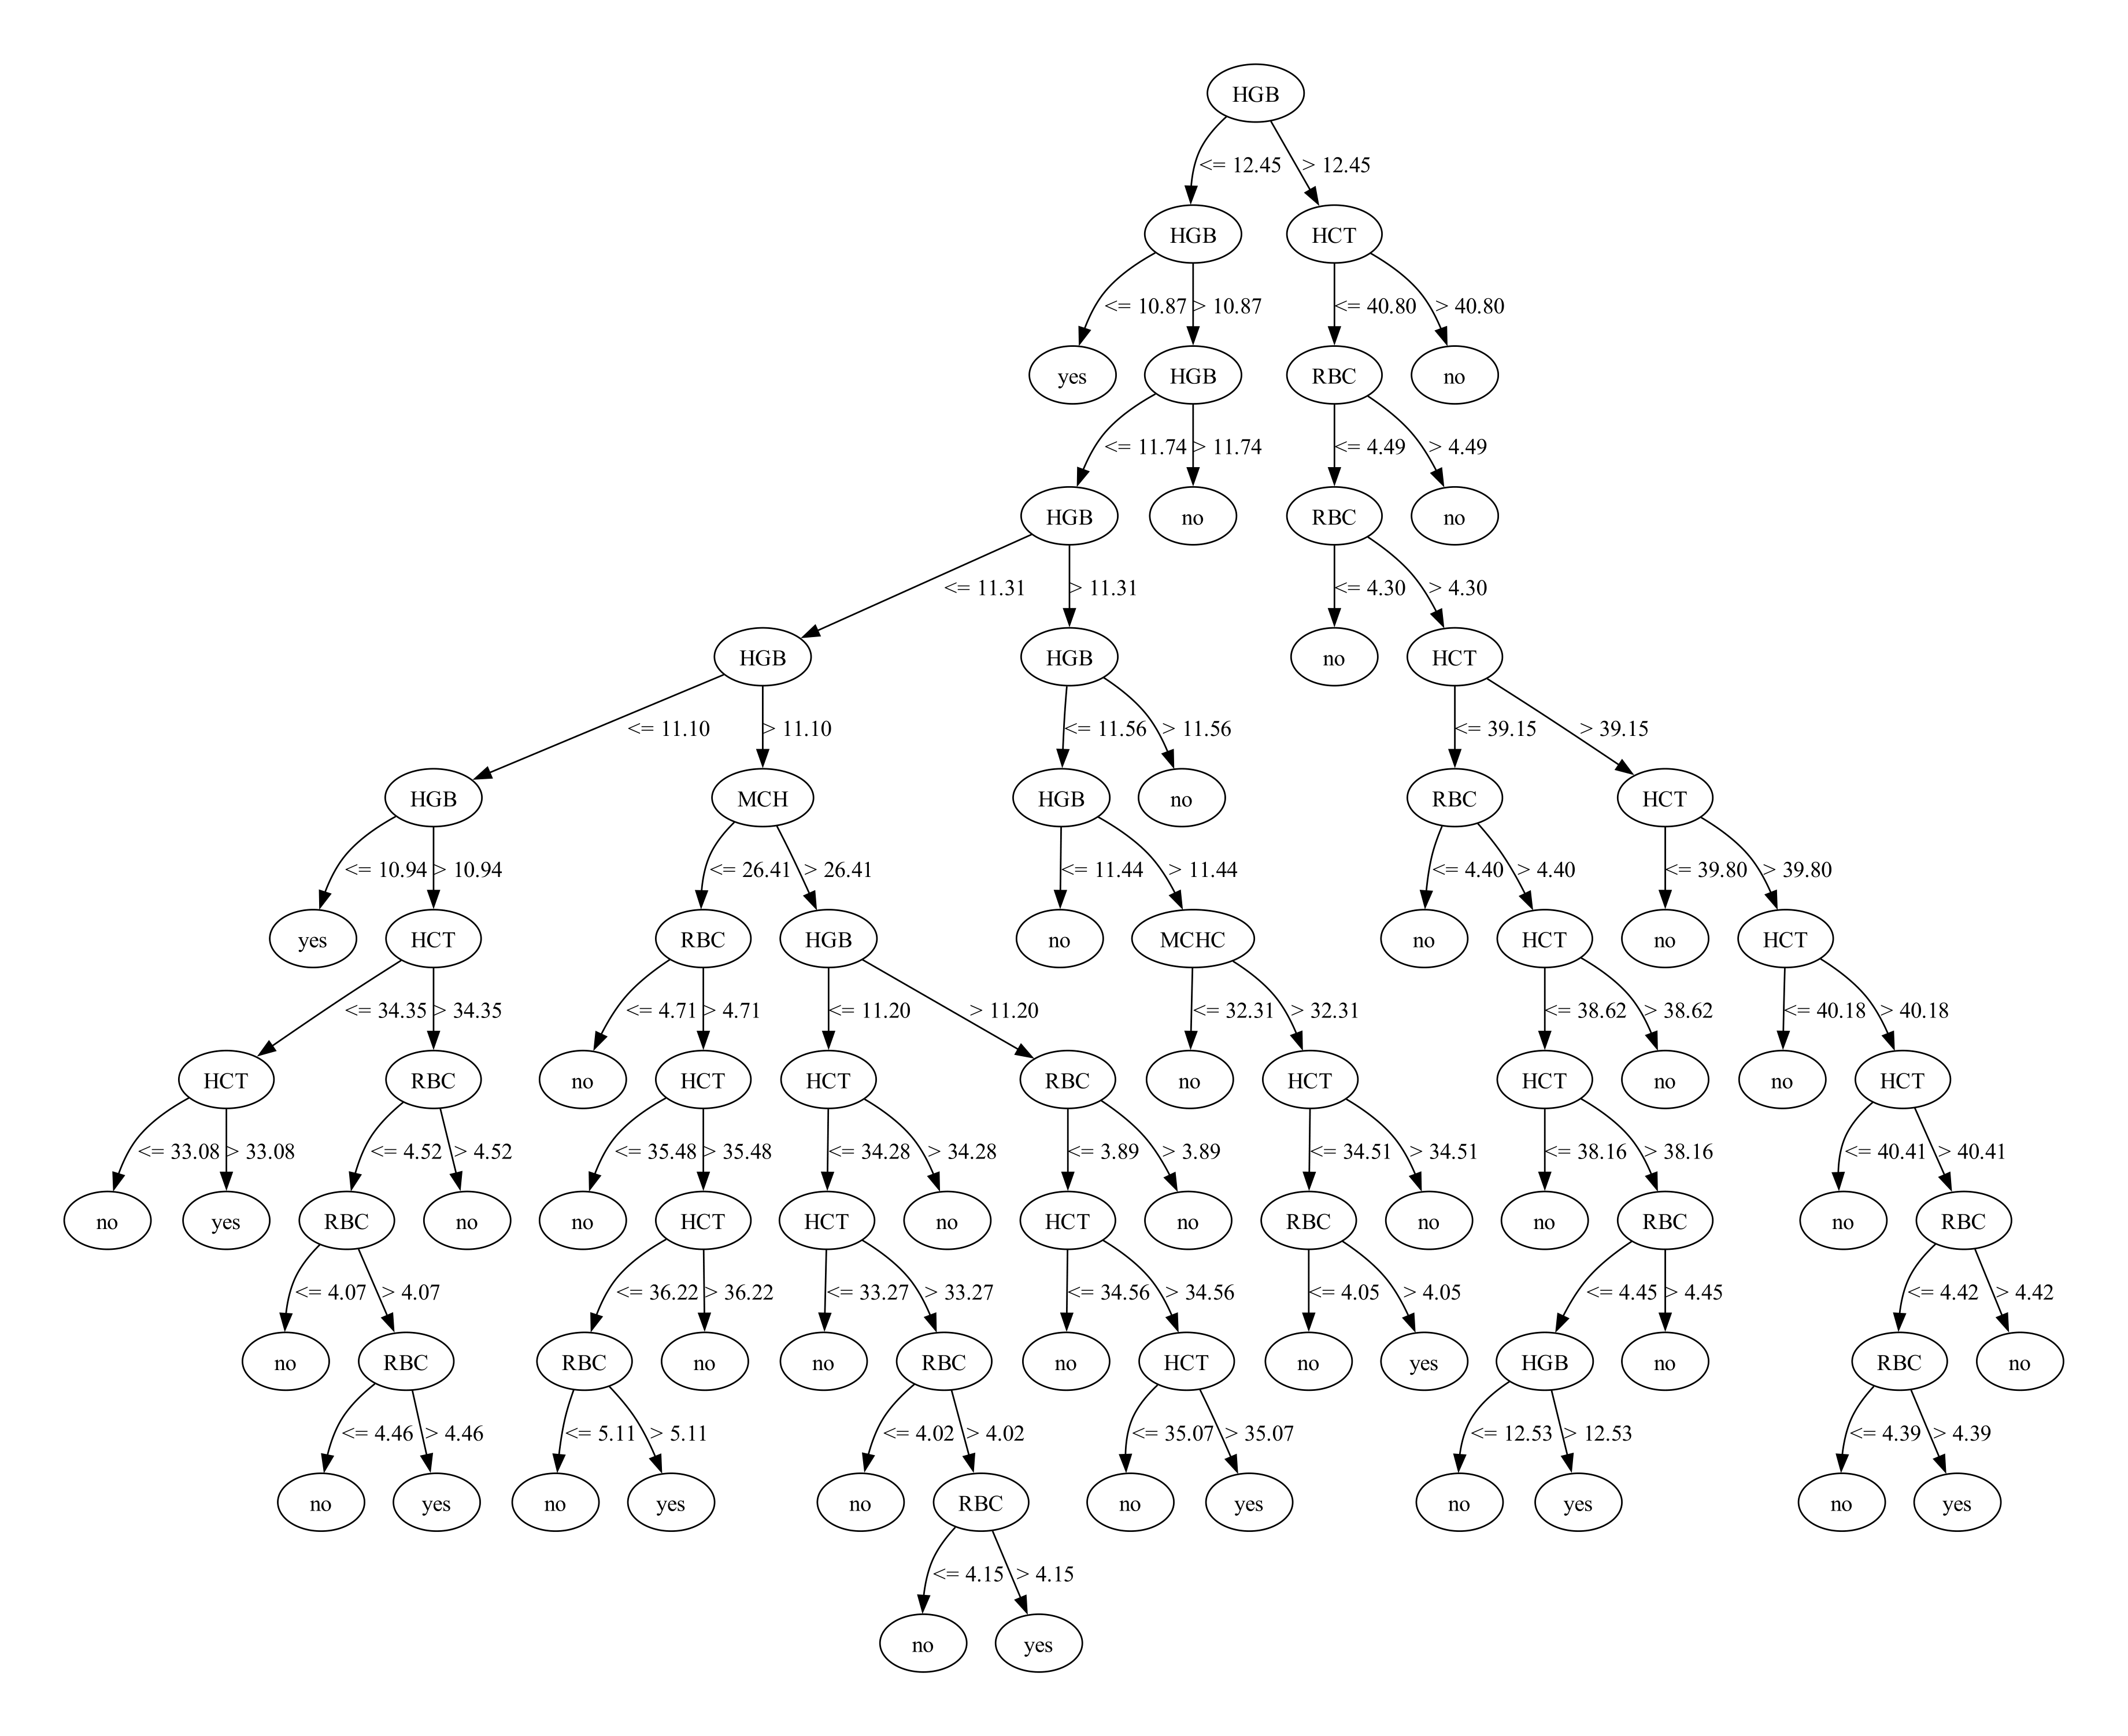 HGB
<= 12.45 > 12.45
HGB HCT
<= 10.87 > 10.87 <= 40.80 > 40.80
yes HGB RBC no
<= 11.74 > 11.74 <= 4.49 > 4.49
HGB no RBC no
<= 11.31 > 11.31 <= 4.30 > 4.30
HGB HGB no HCT
<= 11.10 > 11.10 <= 11.56 > 11.56 <= 39.15 > 39.15
HGB MCH HGB no RBC HCT
<= 10.94 > 10.94 <= 26.41 > 26.41 <= 11.44 > 11.44 <= 4.40 > 4.40 <= 39.80 > 39.80
yes HCT RBC HGB no MCHC no HCT no HCT
<= 34.35 > 34.35 <= 4.71 > 4.71 <= 11.20 > 11.20 <= 32.31 > 32.31 <= 38.62 > 38.62 <= 40.18 > 40.18
HCT RBC no HCT HCT RBC no HCT HCT no no HCT
<= 33.08 > 33.08 <= 4.52 > 4.52 <= 35.48 > 35.48 <= 34.28 > 34.28 <= 3.89 > 3.89 <= 34.51 > 34.51 <= 38.16 > 38.16 <= 40.41 > 40.41
no yes RBC no no HCT HCT no HCT no RBC no no RBC no RBC
<= 4.07 > 4.07 <= 36.22 > 36.22 <= 33.27 > 33.27 <= 34.56 > 34.56 <= 4.05 > 4.05 <= 4.45 > 4.45 <= 4.42 > 4.42
no RBC RBC no no RBC no HCT no yes HGB no RBC no
<= 4.46 > 4.46 <= 5.11 > 5.11 <= 4.02 > 4.02 <= 35.07 > 35.07 <= 12.53 > 12.53 <= 4.39 > 4.39
no yes no yes no RBC no yes no yes no yes
<= 4.15 > 4.15
no yes